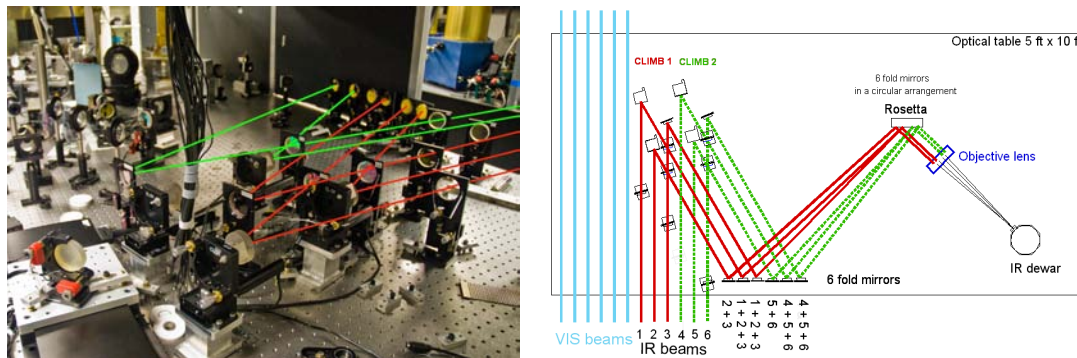 Optical table 5 ft x 10 f
CLIMB 1 CLIMB 2
6 fold mirrors
in a circular arrangement
Rosetta
Objective lens
IR dewar
6 fold mirrors
VIS beams
1 2 3 4 5 6
IR beams
2 + 3
1 + 2 + 3
1 + 2 + 3
5 + 6
4 + 5 + 6
4 + 5 + 6